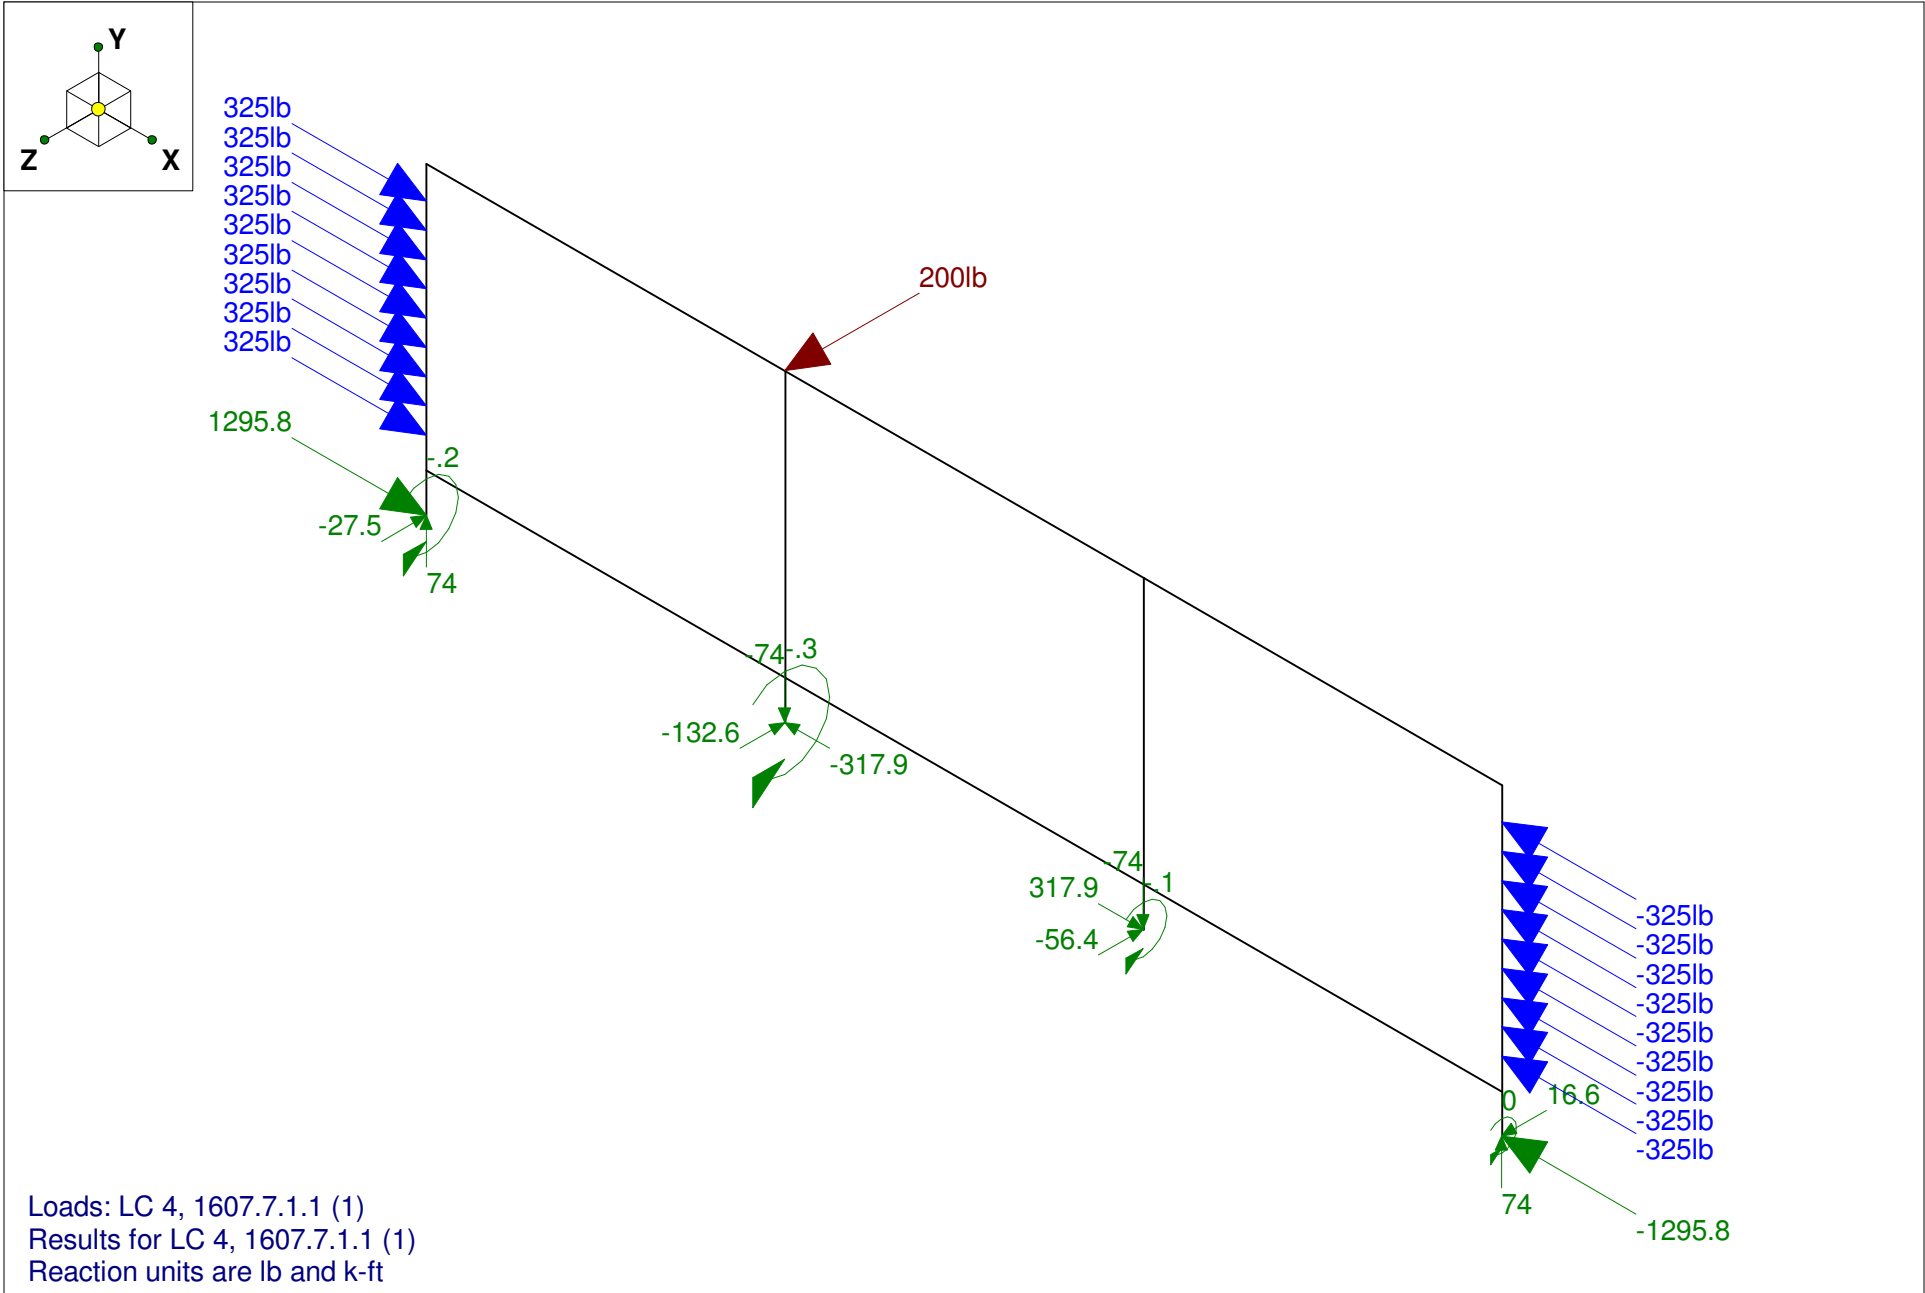 Y
Z
X
325lb
325lb
325lb
325lb
325lb
325lb
325lb
325lb
325lb
200lb
1295.8
-.2
-27.5
74
-74
-.3
-132.6
-317.9
-74
317.9
-.1
-56.4
-325lb
-325lb
-325lb
-325lb
-325lb
-325lb
-325lb
-325lb
-325lb
0
16.6
74
-1295.8
Loads: LC 4, 1607.7.1.1 (1)
Results for LC 4, 1607.7.1.1 (1)
Reaction units are lb and k-ft